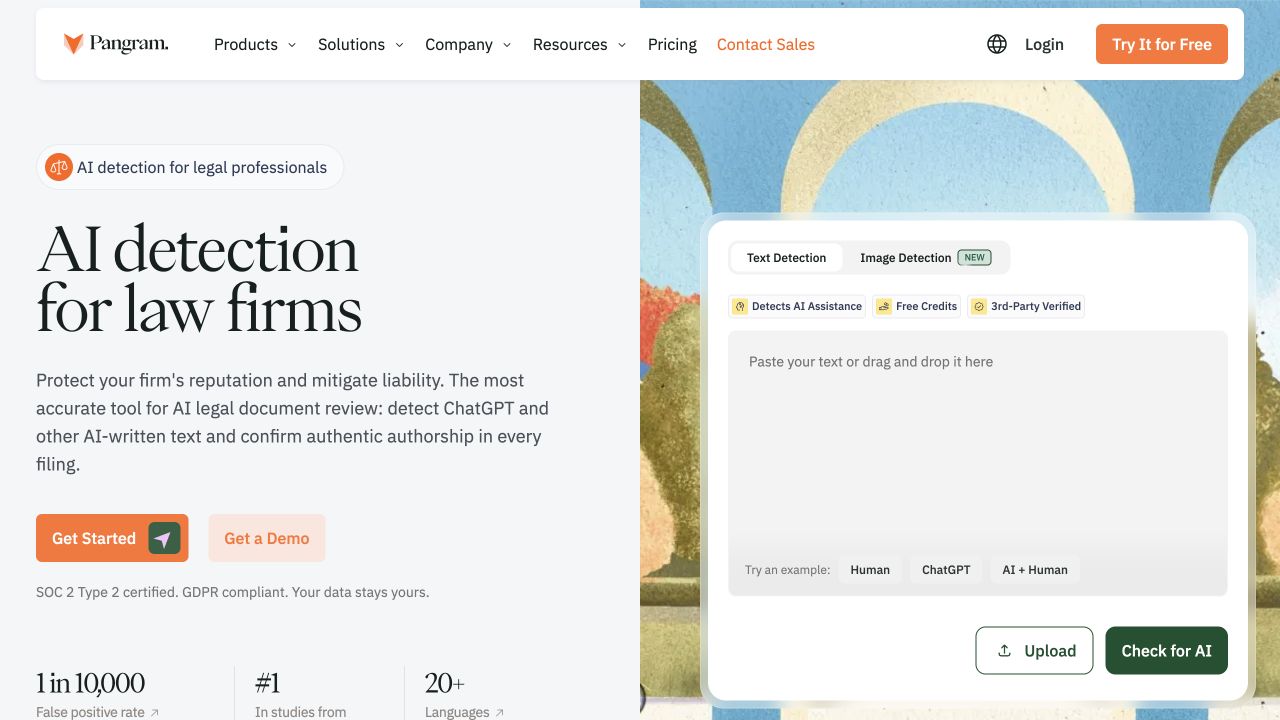 Pangram.
Products
Solutions
Company
Resources
Pricing
Contact Sales
Login
Try It for Free
AI detection for legal professionals
AI detection
for law firms
Protect your firm's reputation and mitigate liability. The most
accurate tool for AI legal document review: detect ChatGPT and
other AI-written text and confirm authentic authorship in every
filing.
Get Started
Get a Demo
SOC 2 Type 2 certified. GDPR compliant. Your data stays yours.
1 in 10,000
False positive rate ↗
#1
In studies from
20+
Languages ↗
Text Detection
Image Detection NEW
Detects AI Assistance
Free Credits
3rd-Party Verified
Paste your text or drag and drop it here
Try an example:
Human
ChatGPT
AI + Human
Upload
Check for AI